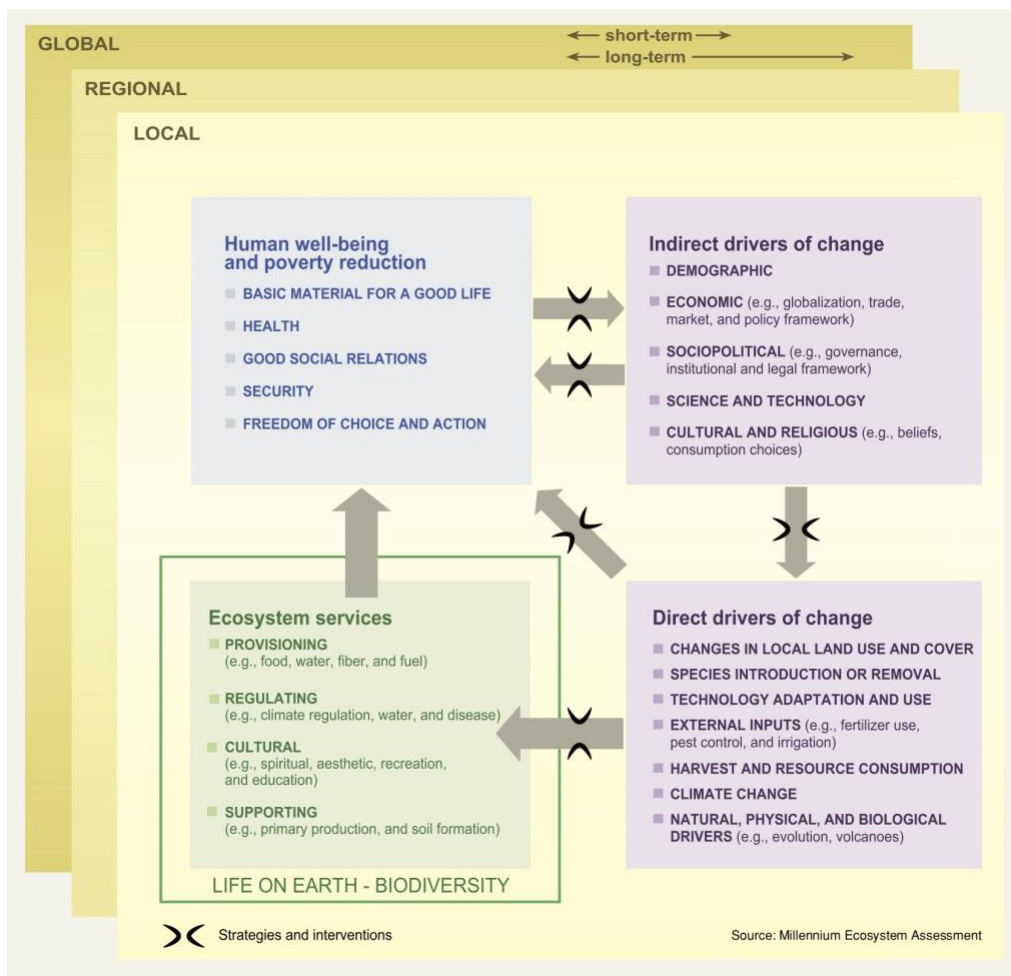 GLOBAL
short-term
long-term
REGIONAL
LOCAL
Human well-being
and poverty reduction
BASIC MATERIAL FOR A GOOD LIFE
HEALTH
GOOD SOCIAL RELATIONS
SECURITY
FREEDOM OF CHOICE AND ACTION
Indirect drivers of change
DEMOGRAPHIC
ECONOMIC (e.g., globalization, trade,
market, and policy framework)
SOCIOPOLITICAL (e.g., governance,
institutional and legal framework)
SCIENCE AND TECHNOLOGY
CULTURAL AND RELIGIOUS (e.g., beliefs,
consumption choices)
Ecosystem services
PROVISIONING
(e.g., food, water, fiber, and fuel)
REGULATING
(e.g., climate regulation, water, and disease)
CULTURAL
(e.g., spiritual, aesthetic, recreation,
and education)
SUPPORTING
(e.g., primary production, and soil formation)
LIFE ON EARTH - BIODIVERSITY
Direct drivers of change
CHANGES IN LOCAL LAND USE AND COVER
SPECIES INTRODUCTION OR REMOVAL
TECHNOLOGY ADAPTATION AND USE
EXTERNAL INPUTS (e.g., fertilizer use,
pest control, and irrigation)
HARVEST AND RESOURCE CONSUMPTION
CLIMATE CHANGE
NATURAL, PHYSICAL, AND BIOLOGICAL
DRIVERS (e.g., evolution, volcanoes)
Strategies and interventions
Source: Millennium Ecosystem Assessment